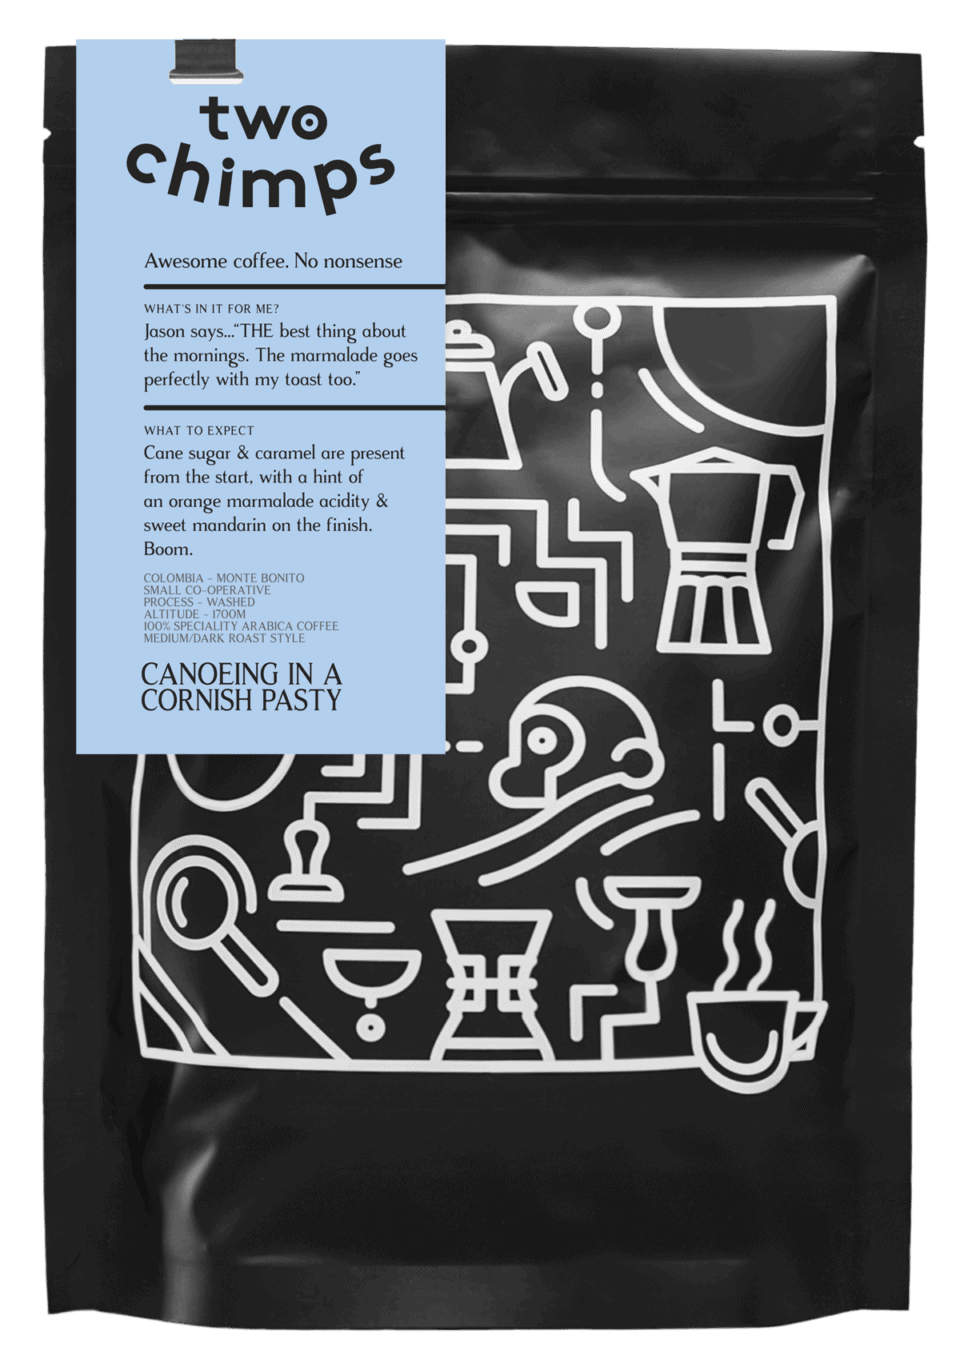 two
chimps
Awesome coffee. No nonsense
WHAT'S IN IT FOR ME?
Jason says..."THE best thing about
the mornings. The marmalade goes
perfectly with my toast too."
WHAT TO EXPECT
Cane sugar & caramel are present
from the start, with a hint of
an orange marmalade acidity &
sweet mandarin on the finish.
Boom.
COLOMBIA - MONTE BONITO
SMALL CO-OPERATIVE
PROCESS - WASHED
ALTITUDE - 1700M
100% SPECIALITY ARABICA COFFEE
MEDIUM/DARK ROAST STYLE
CANOEING IN A
CORNISH PASTY